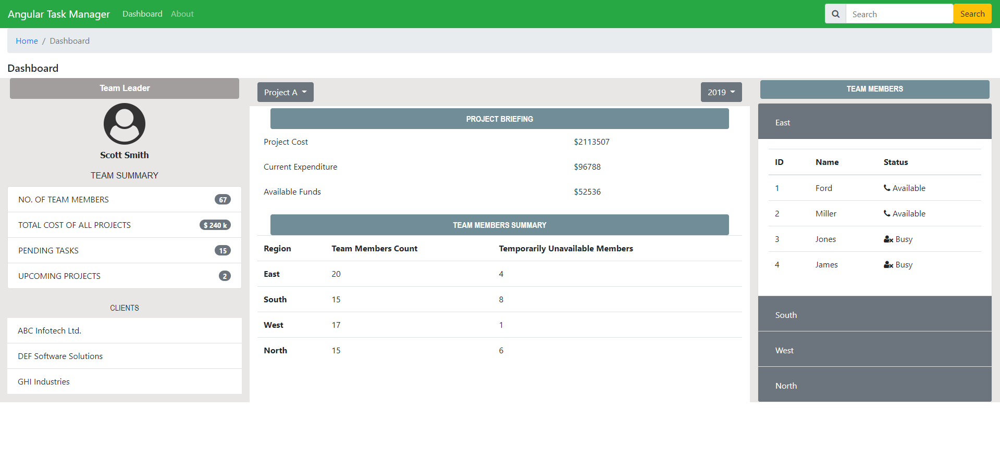 Angular Task Manager Dashboard About Search Search
Home / Dashboard
Dashboard
Team Leader
Scott Smith
TEAM SUMMARY
NO. OF TEAM MEMBERS 67
TOTAL COST OF ALL PROJECTS $ 240 k
PENDING TASKS 15
UPCOMING PROJECTS 2
CLIENTS
ABC Infotech Ltd.
DEF Software Solutions
GHI Industries
Project A 2019
PROJECT BRIEFING
Project Cost $2113507
Current Expenditure $96788
Available Funds $52536
TEAM MEMBERS SUMMARY
Region Team Members Count Temporarily Unavailable Members
East 20 4
South 15 8
West 17 1
North 15 6
TEAM MEMBERS
East
ID Name Status
1 Ford Available
2 Miller Available
3 Jones Busy
4 James Busy
South
West
North